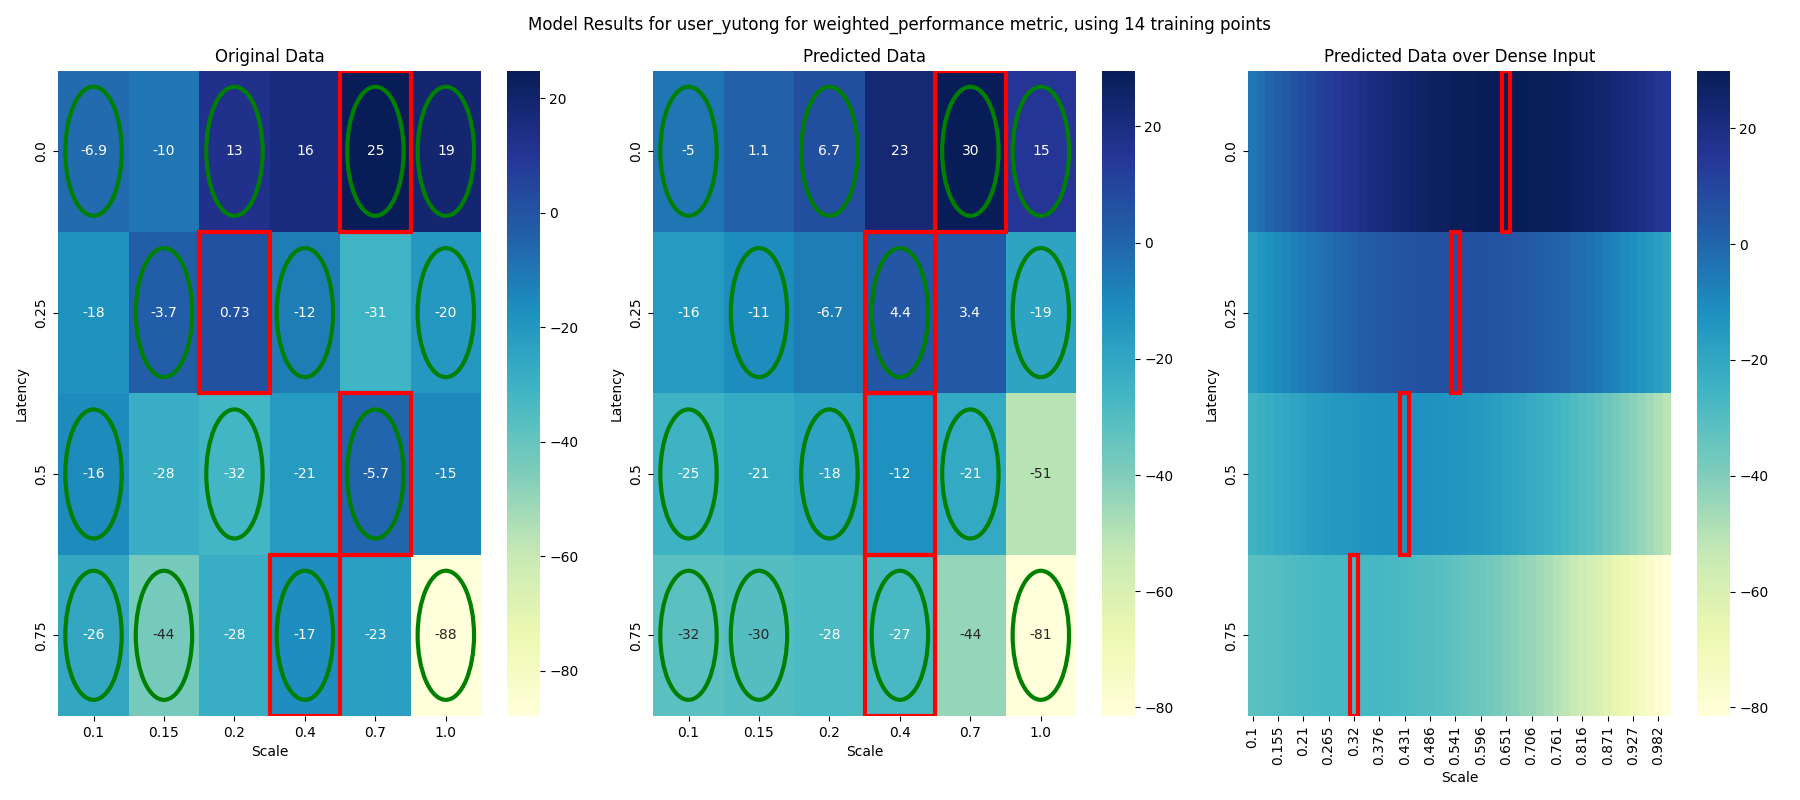 Model Results for user_yutong for weighted_performance metric, using 14 training points
Original Data
Latency
0.0
0.25
0.5
0.75
-6.9 -10 13 16 25 19
-18 -3.7 0.73 -12 -31 -20
-16 -28 -32 -21 -5.7 -15
-26 -44 -28 -17 -23 -88
0.1 0.15 0.2 0.4 0.7 1.0
Scale
20
0
−20
−40
−60
−80
Predicted Data
Latency
0.0
0.25
0.5
0.75
-5 1.1 6.7 23 30 15
-16 -11 -6.7 4.4 3.4 -19
-25 -21 -18 -12 -21 -51
-32 -30 -28 -27 -44 -81
0.1 0.15 0.2 0.4 0.7 1.0
Scale
20
0
−20
−40
−60
−80
Predicted Data over Dense Input
Latency
0.0
0.25
0.5
0.75
0.1 0.155 0.21 0.265 0.32 0.376 0.431 0.486 0.541 0.596 0.651 0.706 0.761 0.816 0.871 0.927 0.982
Scale
20
0
−20
−40
−60
−80